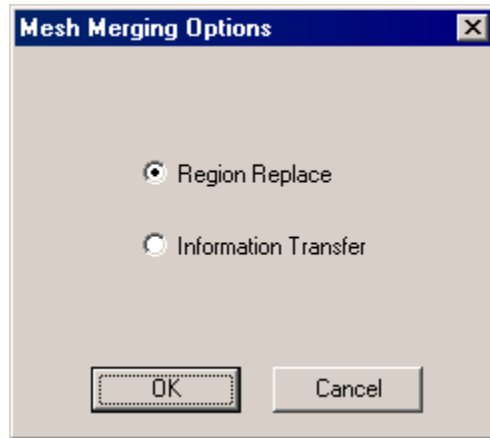 Mesh Merging Options
Region Replace
Information Transfer
OK
Cancel